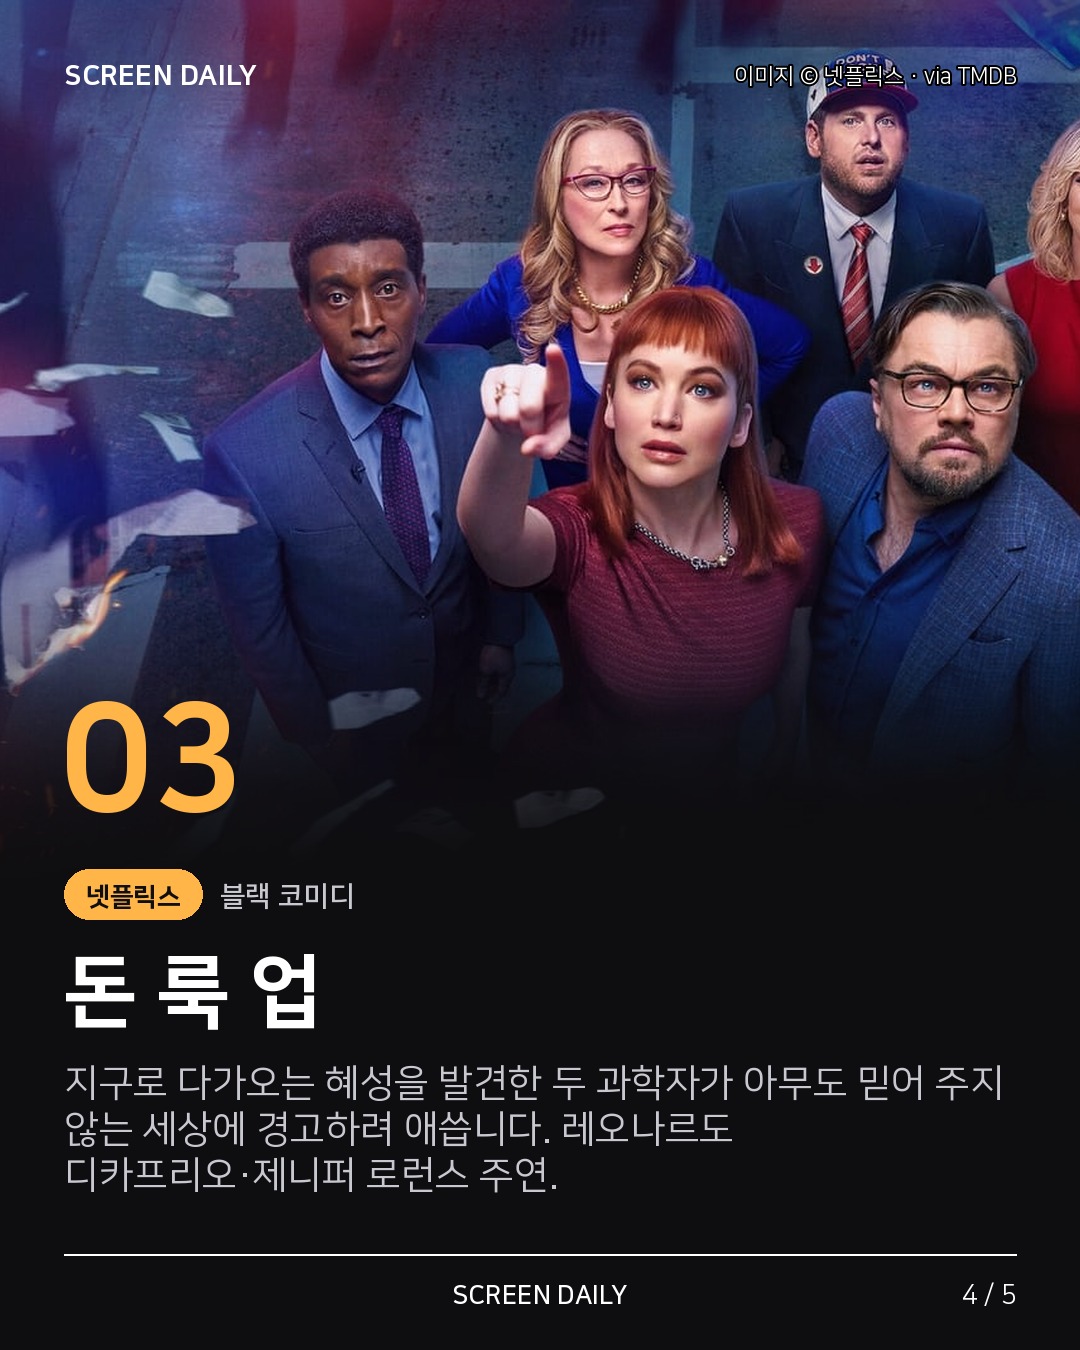 SCREEN DAILY
이미지 © 넷플릭스 · via TMDB
DON'T
03
넷플릭스 블랙 코미디
돈 룩 업
지구로 다가오는 혜성을 발견한 두 과학자가 아무도 믿어 주지
않는 세상에 경고하려 애씁니다. 레오나르도
디카프리오·제니퍼 로런스 주연.
SCREEN DAILY
4 / 5